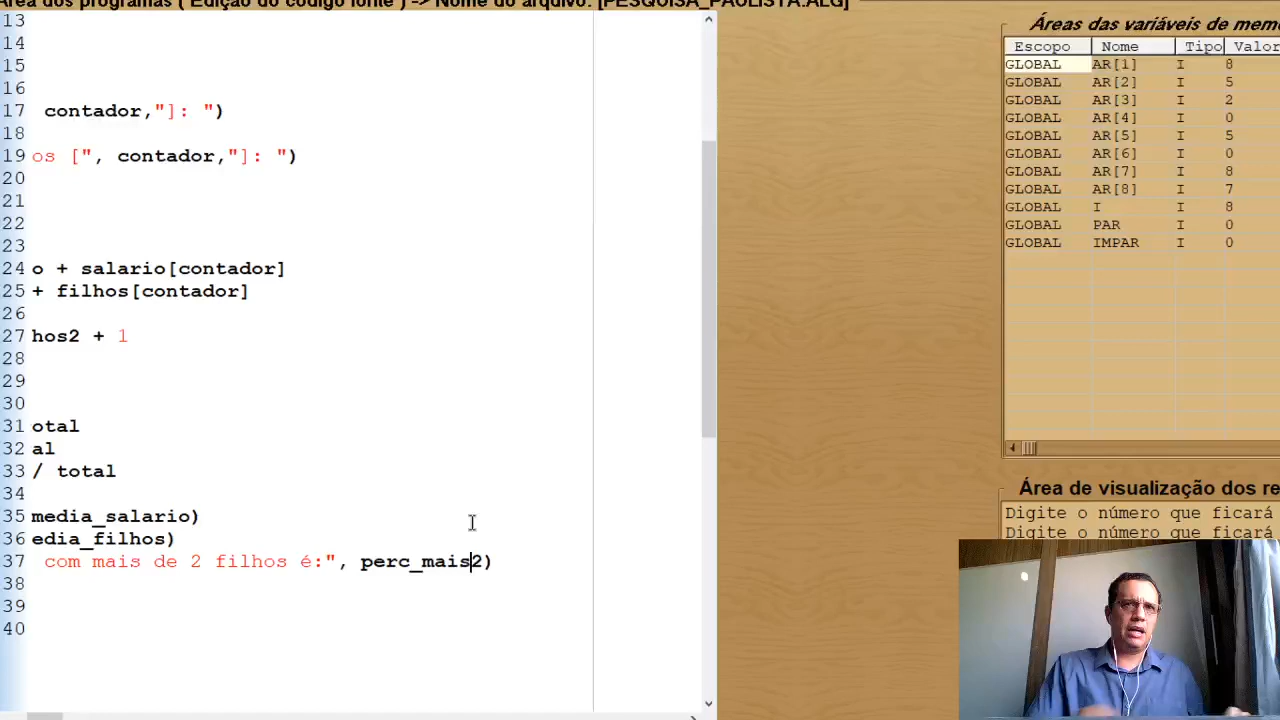 Área dos programas ( Edição do código fonte ) -> Nome do arquivo: [PESQUISA_PAULISTA.ALG]
13
14
15
16
17 contador,"]: ")
18
19 os [", contador,"]: ")
20
21
22
23
24 o + salario[contador]
25 + filhos[contador]
26
27 hos2 + 1
28
29
30
31 otal
32 al
33 / total
34
35 media_salario)
36 edia_filhos)
37 com mais de 2 filhos é:", perc_mais2)
38
39
40
Áreas das variáveis de mem
Escopo Nome Tipo Valor
GLOBAL AR[1] I 8
GLOBAL AR[2] I 5
GLOBAL AR[3] I 2
GLOBAL AR[4] I 0
GLOBAL AR[5] I 5
GLOBAL AR[6] I 0
GLOBAL AR[7] I 8
GLOBAL AR[8] I 7
GLOBAL I I 8
GLOBAL PAR I 0
GLOBAL IMPAR I 0
Área de visualização dos re
Digite o número que ficará
Digite o número que ficará